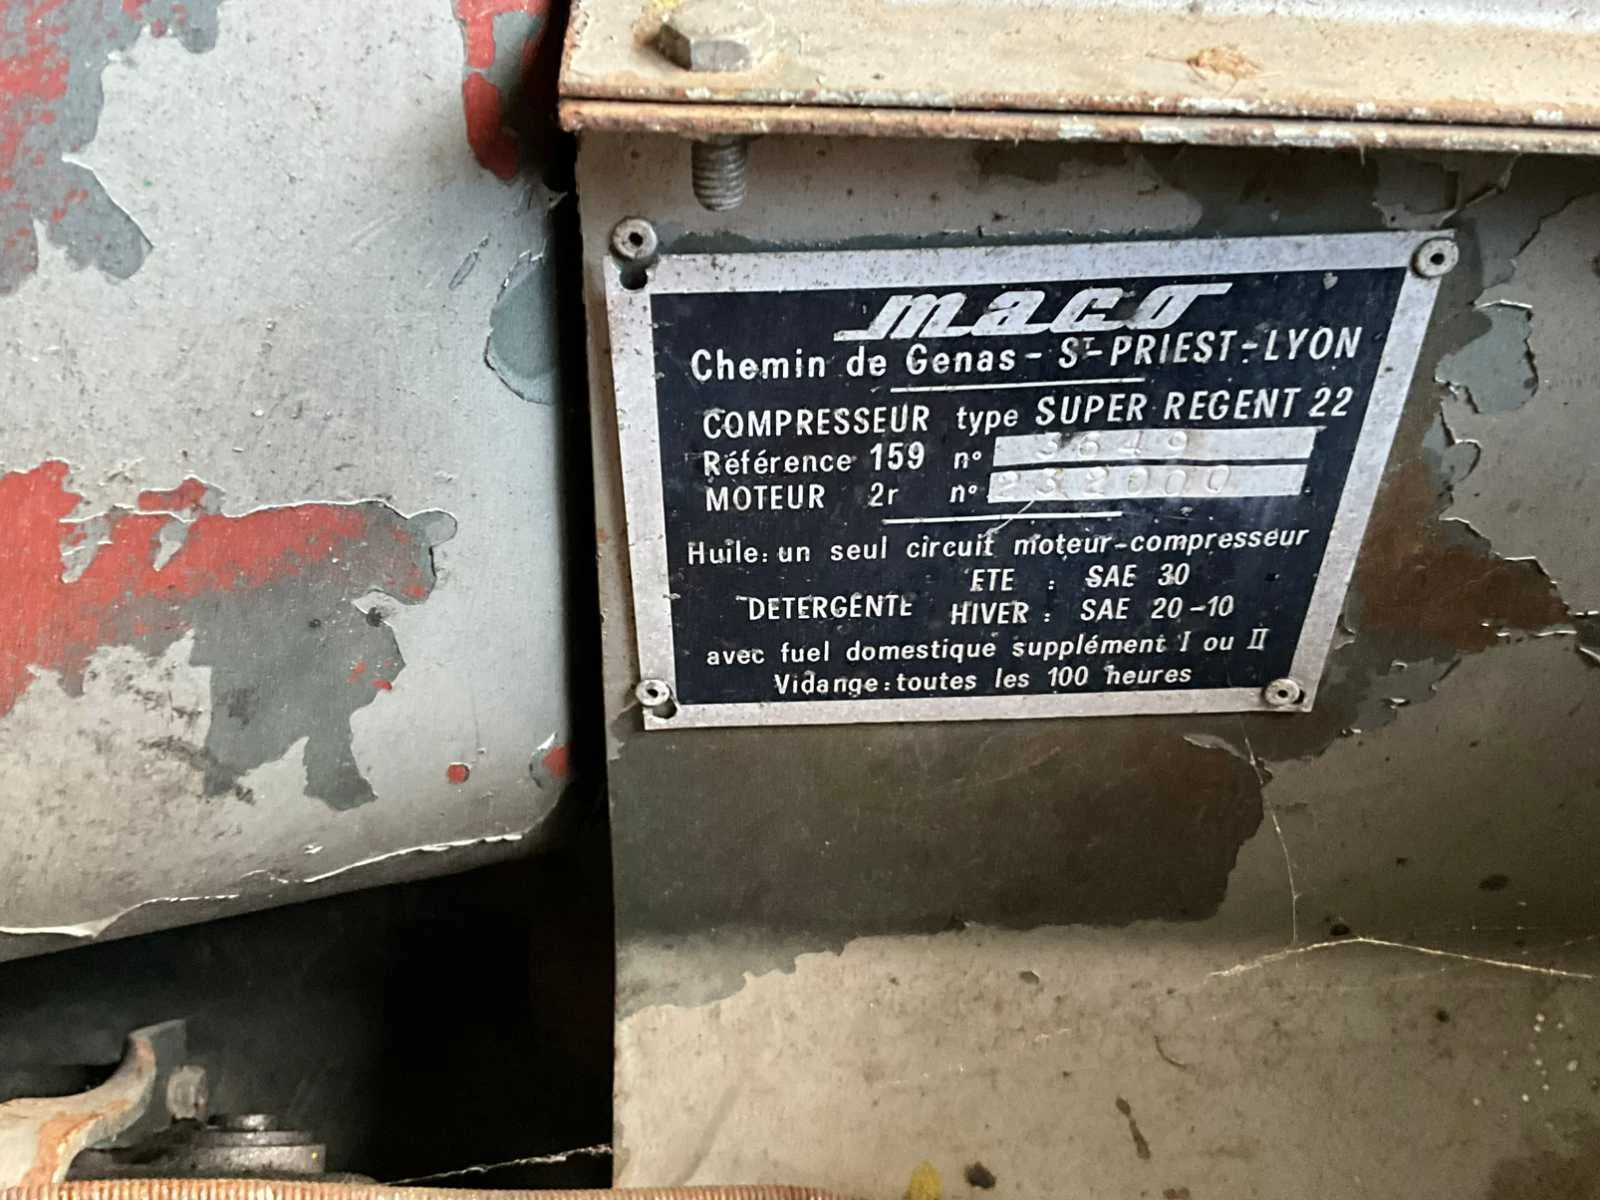 maco
Chemin de Genas - ST-PRIEST-LYON
COMPRESSEUR type SUPER REGENT 22
Référence 159 n° 3649
MOTEUR 2r n° 232000
Huile: un seul circuit moteur-compresseur
ETE : SAE 30
DETERGENTE HIVER : SAE 20-10
avec fuel domestique supplément I ou II
Vidange: toutes les 100 heures